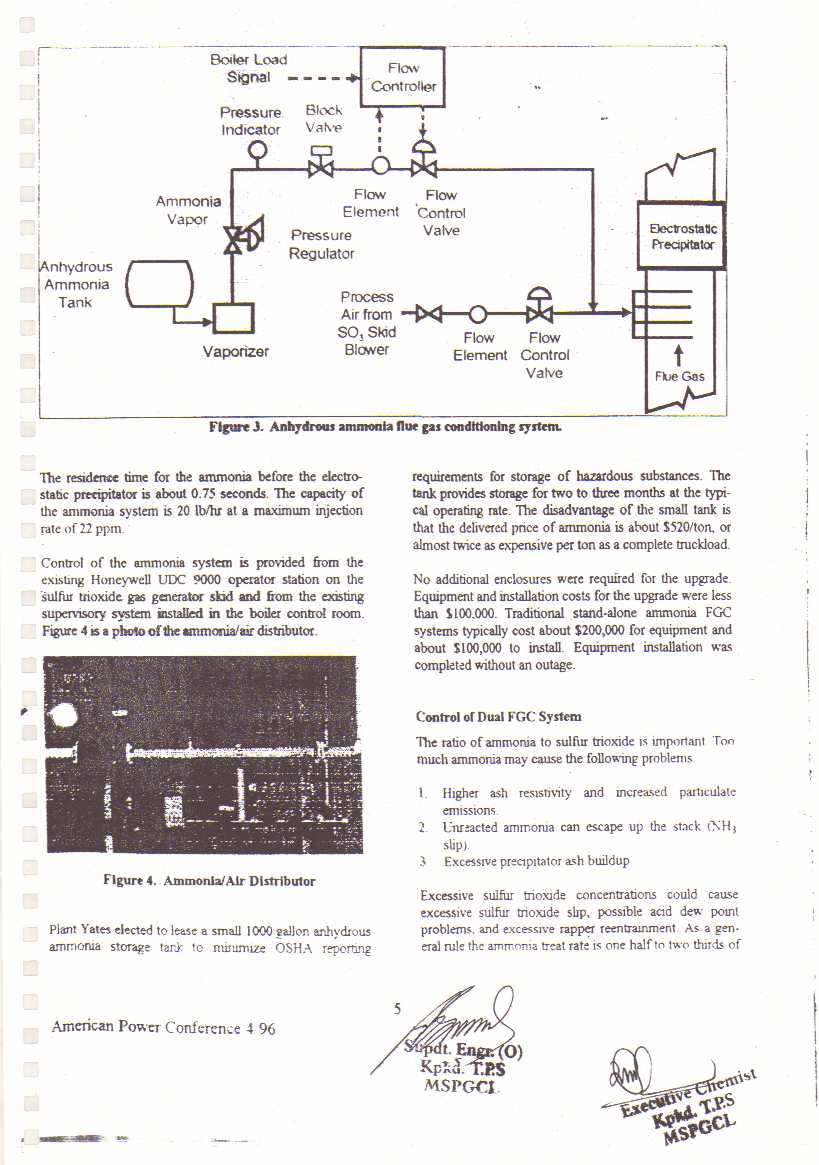 Boiler Load
Signal
Flow
Controller
Pressure
Indicator
Block
Valve
Ammonia
Vapor
Flow
Element
Flow
Control
Valve
Pressure
Regulator
Electrostatic
Precipitator
Anhydrous
Ammonia
Tank
Vaporizer
Process
Air from
SO3 Skid
Blower
Flow
Element
Flow
Control
Valve
Flue Gas
Figure 3. Anhydrous ammonia flue gas conditioning system.
The residence time for the ammonia before the electro-
static precipitator is about 0.75 seconds. The capacity of
the ammonia system is 20 lb/hr at a maximum injection
rate of 22 ppm.
Control of the ammonia system is provided from the
existing Honeywell UDC 9000 operator station on the
sulfur trioxide gas generator skid and from the existing
supervisory system installed in the boiler control room.
Figure 4 is a photo of the ammonia/air distributor.
Figure 4. Ammonia/Air Distributor
Plant Yates elected to lease a small 1000 gallon anhydrous
ammonia storage tank to minimize OSHA reporting
requirements for storage of hazardous substances. The
tank provides storage for two to three months at the typi-
cal operating rate. The disadvantage of the small tank is
that the delivered price of ammonia is about $520/ton, or
almost twice as expensive per ton as a complete truckload.
No additional enclosures were required for the upgrade.
Equipment and installation costs for the upgrade were less
than $100,000. Traditional stand-alone ammonia FGC
systems typically cost about $200,000 for equipment and
about $100,000 to install. Equipment installation was
completed without an outage.
Control of Dual FGC System
The ratio of ammonia to sulfur trioxide is important. Too
much ammonia may cause the following problems
1. Higher ash resistivity and increased particulate
emissions.
2. Unreacted ammonia can escape up the stack (NH3
slip).
3 Excessive precipitator ash buildup
Excessive sulfur trioxide concentrations could cause
excessive sulfur trioxide slip, possible acid dew point
problems, and excessive rapper reentrainment. As a gen-
eral rule the ammonia treat rate is one half to two thirds of
5
American Power Conference 4 96
Supdt. Engr. (O)
Kpkd. T.P.S
MSPGCL.
Executive Chemist
Kpkd. T.P.S
MSPGCL